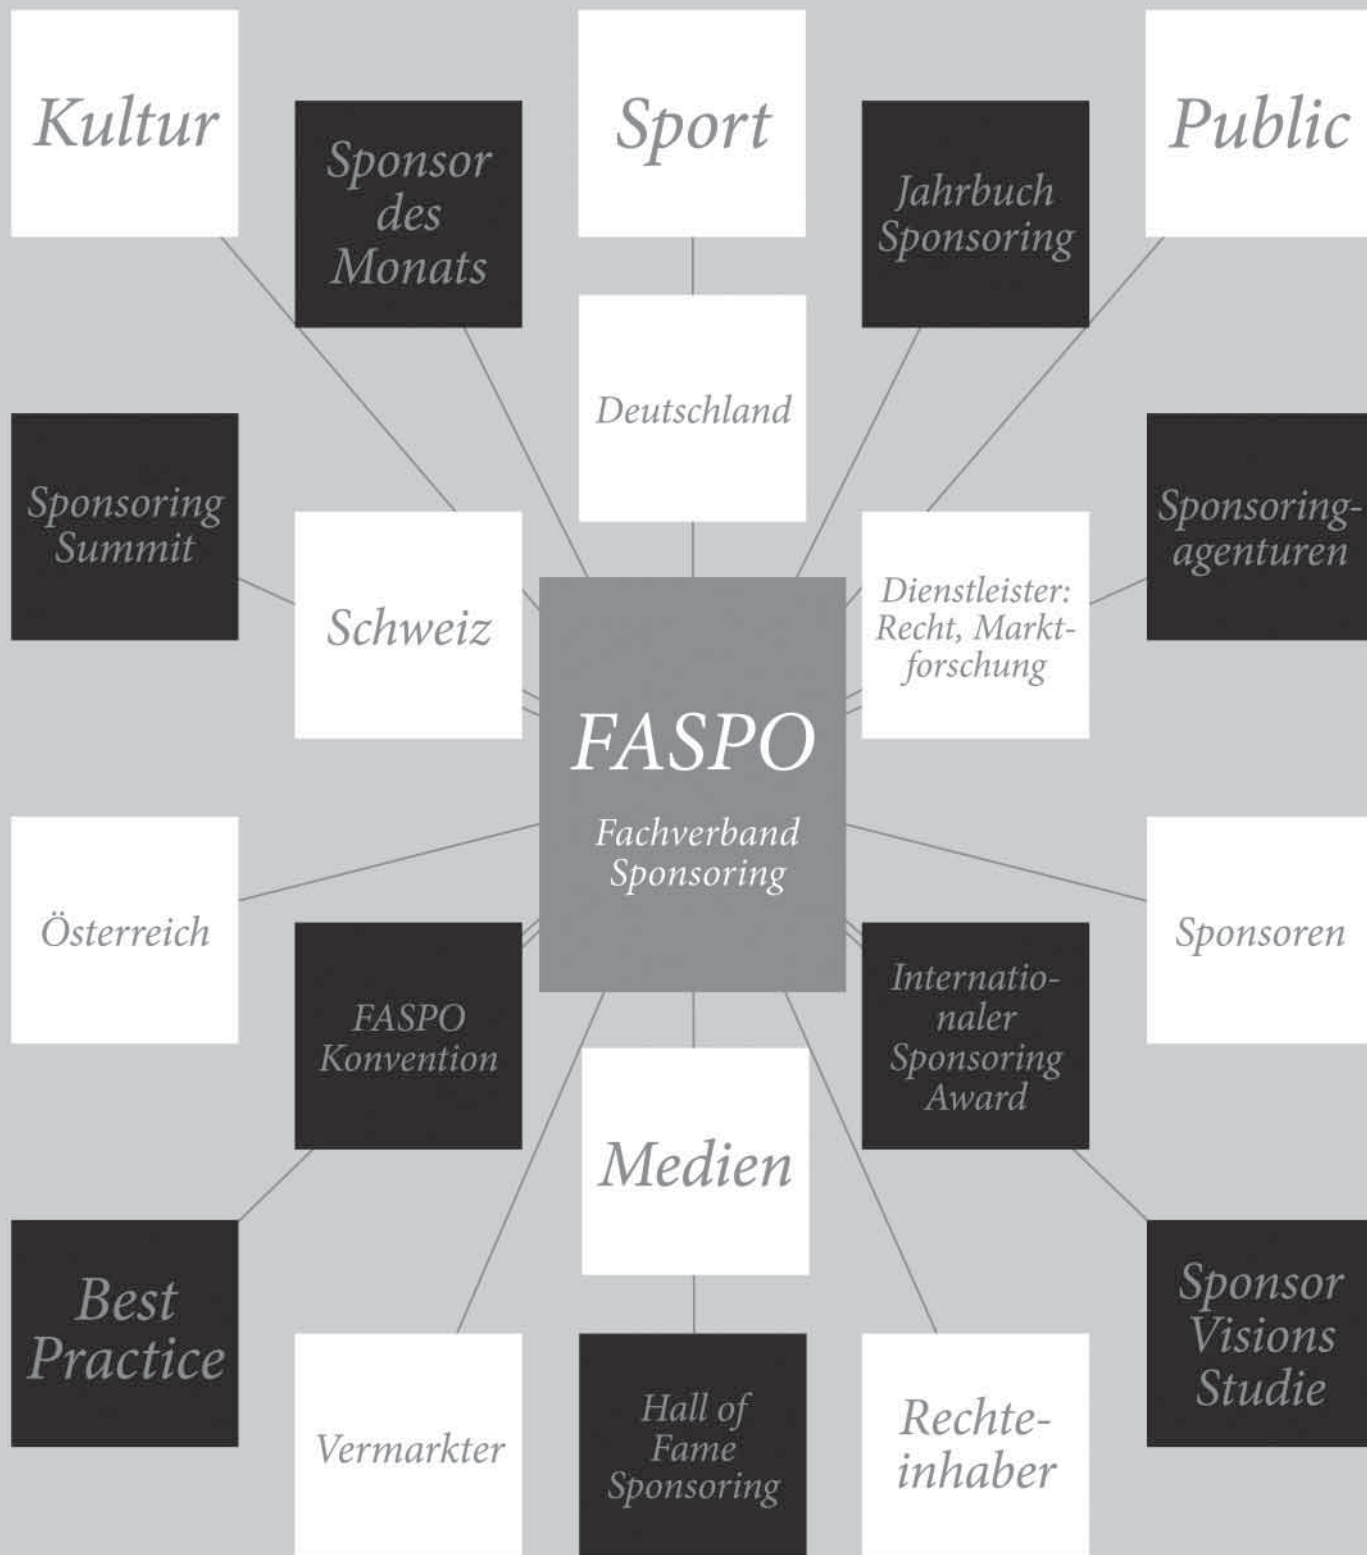 Kultur
Sponsor
des
Monats
Sport
Jahrbuch
Sponsoring
Public
Deutschland
Sponsoring
Summit
Schweiz
Dienstleister:
Recht, Markt-
forschung
Sponsoring-
agenturen
FASPO
Fachverband
Sponsoring
Österreich
FASPO
Konvention
Internatio-
naler
Sponsoring
Award
Sponsoren
Medien
Best
Practice
Vermarkter
Hall of
Fame
Sponsoring
Rechte-
inhaber
Sponsor
Visions
Studie